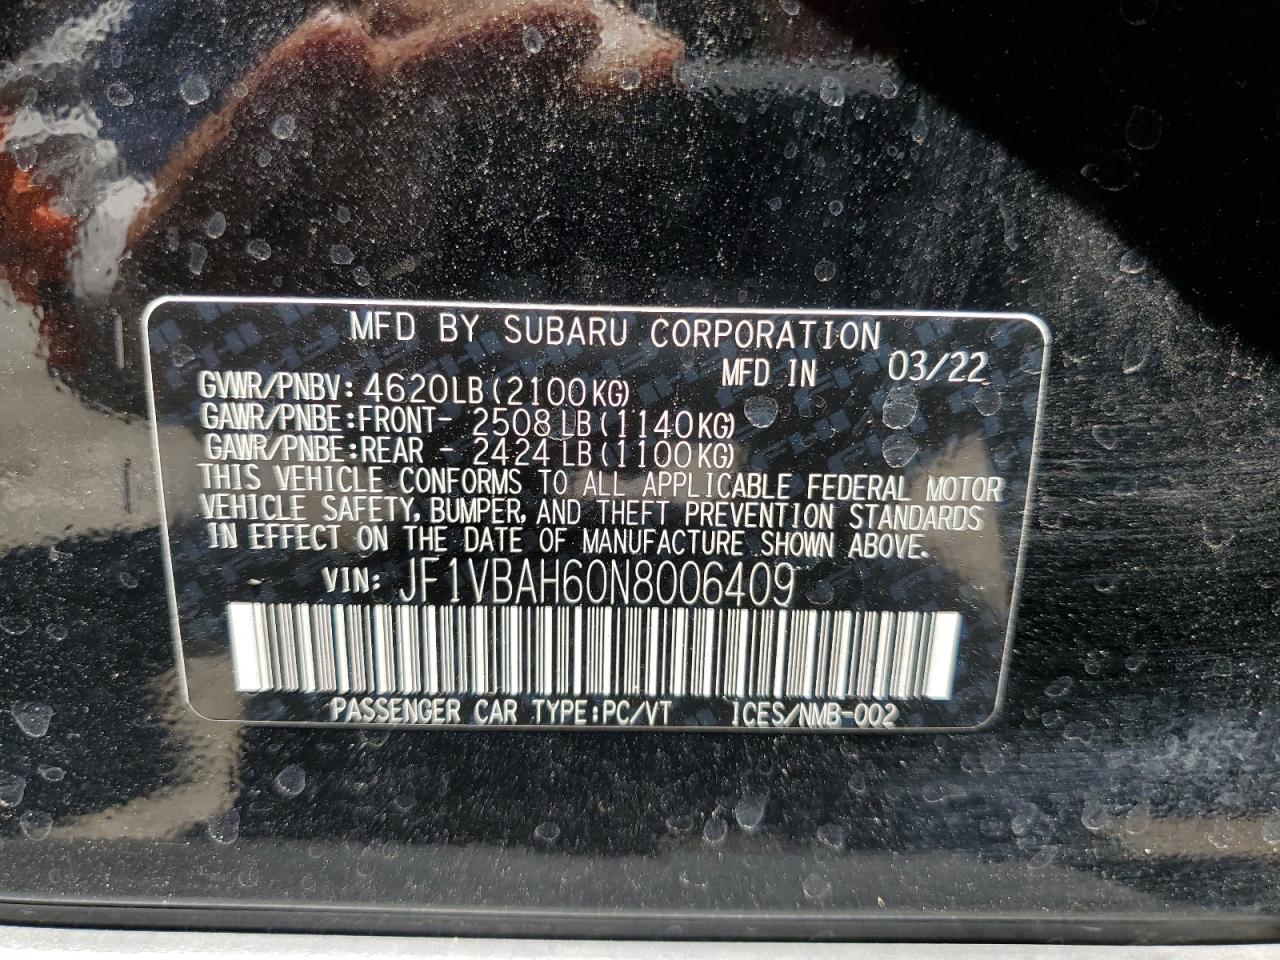 MFD BY SUBARU CORPORATION
MFD IN 03/22
GVWR/PNBV: 4620LB(2100KG)
GAWR/PNBE:FRONT- 2508LB(1140KG)
GAWR/PNBE:REAR - 2424LB(1100KG)
THIS VEHICLE CONFORMS TO ALL APPLICABLE FEDERAL MOTOR
VEHICLE SAFETY, BUMPER, AND THEFT PREVENTION STANDARDS
IN EFFECT ON THE DATE OF MANUFACTURE SHOWN ABOVE.
VIN: JF1VBAH60N8006409
PASSENGER CAR TYPE:PC/VT ICES/NMB-002